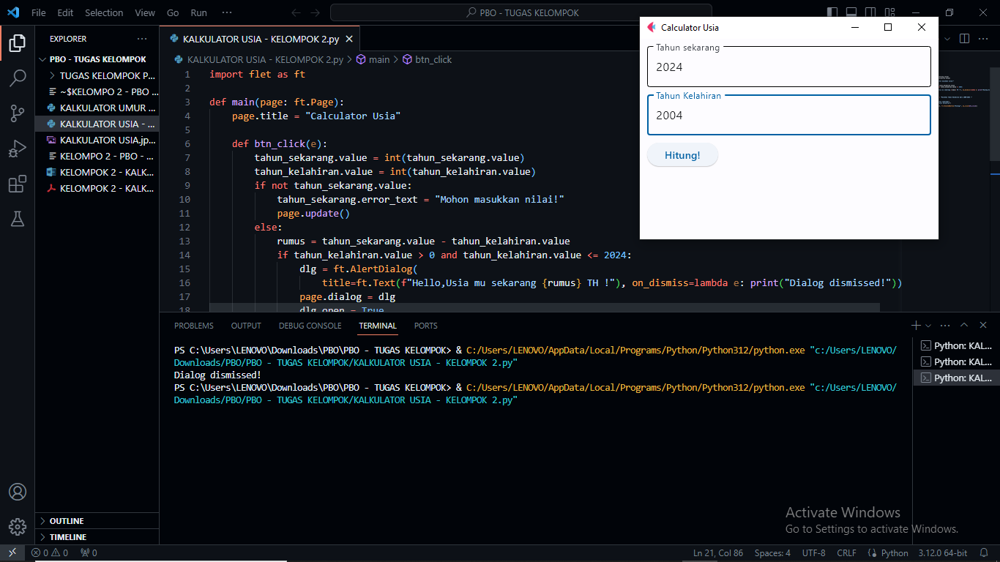 File Edit Selection View Go Run ···
PBO - TUGAS KELOMPOK
EXPLORER
PBO - TUGAS KELOMPOK
TUGAS KELOMPOK P...
~$KELOMPO 2 - PBO ...
KALKULATOR UMUR ...
KALKULATOR USIA - ...
KALKULATOR USIA.jp...
KELOMPO 2 - PBO - ...
KELOMPOK 2 - KALK...
KELOMPOK 2 - KALK...
OUTLINE
TIMELINE
KALKULATOR USIA - KELOMPOK 2.py
KALKULATOR USIA - KELOMPOK 2.py > main > btn_click
1 import flet as ft
2
3 def main(page: ft.Page):
4 page.title = "Calculator Usia"
5
6 def btn_click(e):
7 tahun_sekarang.value = int(tahun_sekarang.value)
8 tahun_kelahiran.value = int(tahun_kelahiran.value)
9 if not tahun_sekarang.value:
10 tahun_sekarang.error_text = "Mohon masukkan nilai!"
11 page.update()
12 else:
13 rumus = tahun_sekarang.value - tahun_kelahiran.value
14 if tahun_kelahiran.value > 0 and tahun_kelahiran.value <= 2024:
15 dlg = ft.AlertDialog(
16 title=ft.Text(f"Hello,Usia mu sekarang {rumus} TH !"), on_dismiss=lambda e: print("Dialog dismissed!"))
17 page.dialog = dlg
18 dlg.open = True
Calculator Usia
Tahun sekarang
2024
Tahun Kelahiran
2004
Hitung!
PROBLEMS OUTPUT DEBUG CONSOLE TERMINAL PORTS
PS C:\Users\LENOVO\Downloads\PBO\PBO - TUGAS KELOMPOK> & C:/Users/LENOVO/AppData/Local/Programs/Python/Python312/python.exe "c:/Users/LENOVO/
Downloads/PBO/PBO - TUGAS KELOMPOK/KALKULATOR USIA - KELOMPOK 2.py"
Dialog dismissed!
PS C:\Users\LENOVO\Downloads\PBO\PBO - TUGAS KELOMPOK> & C:/Users/LENOVO/AppData/Local/Programs/Python/Python312/python.exe "c:/Users/LENOVO/
Downloads/PBO/PBO - TUGAS KELOMPOK/KALKULATOR USIA - KELOMPOK 2.py"
Python: KAL...
Python: KAL...
Python: KAL...
Activate Windows
Go to Settings to activate Windows.
0 0 0
Ln 21, Col 86 Spaces: 4 UTF-8 CRLF Python 3.12.0 64-bit